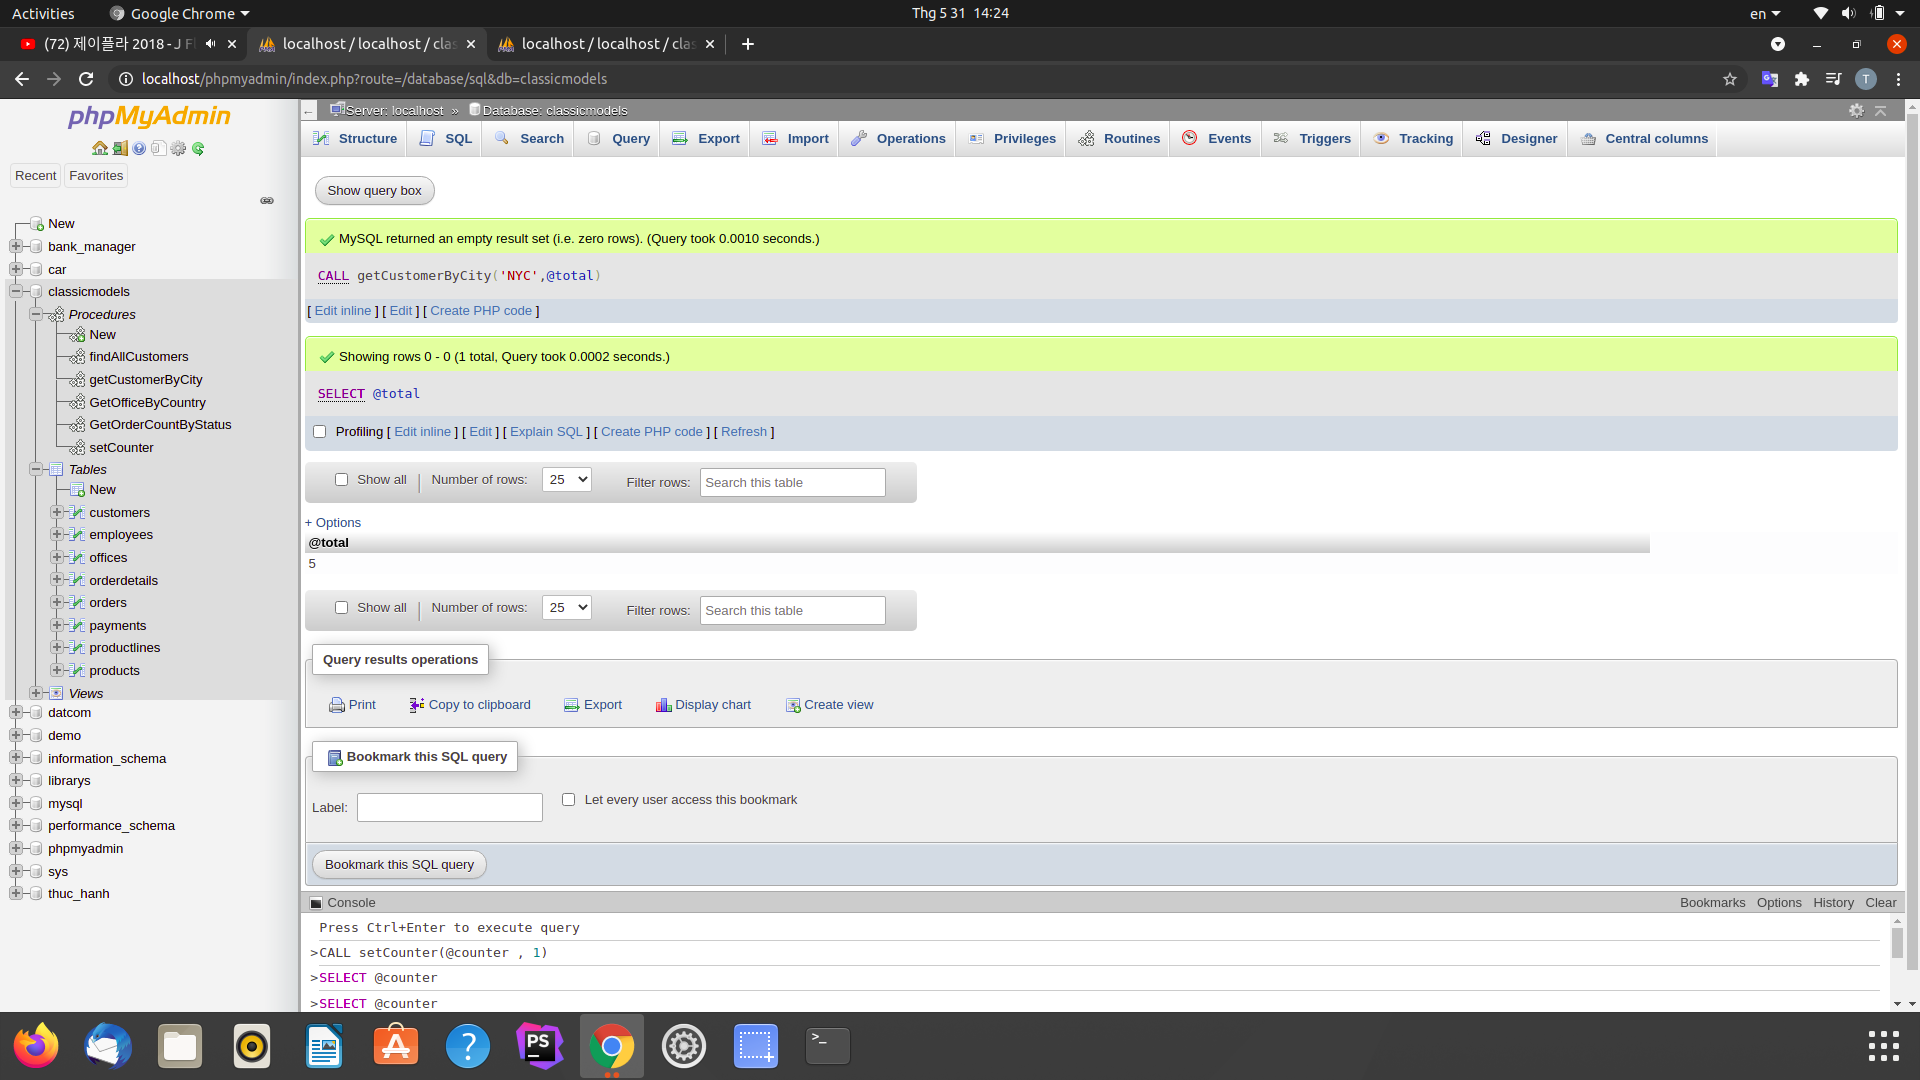 Activities
Google Chrome
Thg 5 31 14:24
en
(72) 제이플라 2018 - J Fl
localhost / localhost / clas
localhost / localhost / clas
localhost/phpmyadmin/index.php?route=/database/sql&db=classicmodels
T
phpMyAdmin
Recent
Favorites
New
bank_manager
car
classicmodels
Procedures
New
findAllCustomers
getCustomerByCity
GetOfficeByCountry
GetOrderCountByStatus
setCounter
Tables
New
customers
employees
offices
orderdetails
orders
payments
productlines
products
Views
datcom
demo
information_schema
librarys
mysql
performance_schema
phpmyadmin
sys
thuc_hanh
Server: localhost » Database: classicmodels
Structure SQL Search Query Export Import Operations Privileges Routines Events Triggers Tracking Designer Central columns
Show query box
MySQL returned an empty result set (i.e. zero rows). (Query took 0.0010 seconds.)
CALL getCustomerByCity('NYC',@total)
[ Edit inline ] [ Edit ] [ Create PHP code ]
Showing rows 0 - 0 (1 total, Query took 0.0002 seconds.)
SELECT @total
Profiling [ Edit inline ] [ Edit ] [ Explain SQL ] [ Create PHP code ] [ Refresh ]
Show all | Number of rows: 25 Filter rows: Search this table
+ Options
@total
5
Show all | Number of rows: 25 Filter rows: Search this table
Query results operations
Print Copy to clipboard Export Display chart Create view
Bookmark this SQL query
Label: Let every user access this bookmark
Bookmark this SQL query
Console Bookmarks Options History Clear
Press Ctrl+Enter to execute query
>CALL setCounter(@counter , 1)
>SELECT @counter
>SELECT @counter
PS
>_